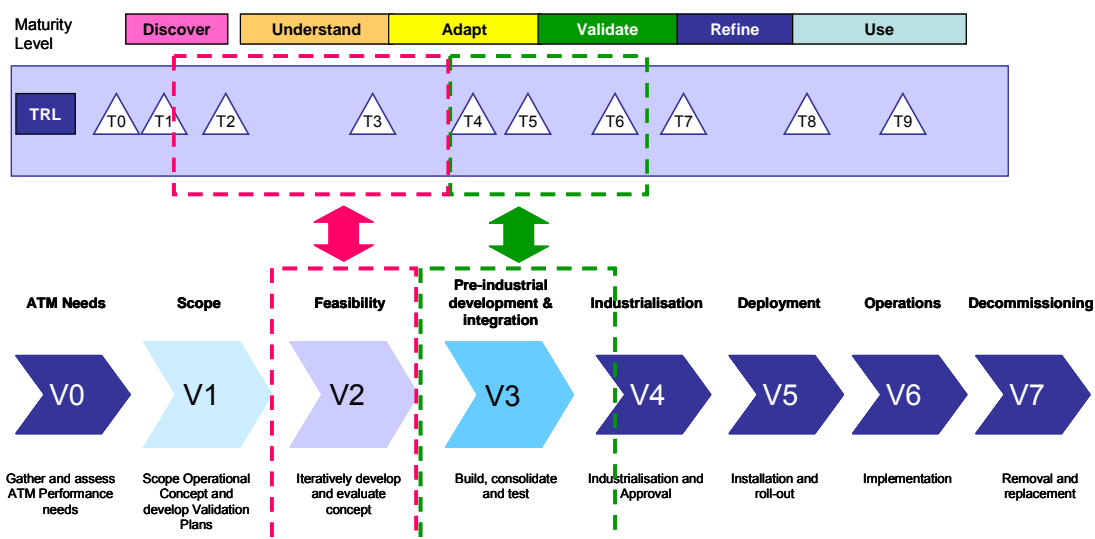 Maturity
Level
Discover
Understand
Adapt
Validate
Refine
Use
TRL
T0
T1
T2
T3
T4
T5
T6
T7
T8
T9
ATM Needs
Scope
Feasibility
Pre-industrial
development &
integration
Industrialisation
Deployment
Operations
Decommissioning
V0
V1
V2
V3
V4
V5
V6
V7
Gather and assess
ATM Performance
needs
Scope Operational
Concept and
develop Validation
Plans
Iteratively develop
and evaluate
concept
Build, consolidate
and test
Industrialisation and
Approval
Installation and
roll-out
Implementation
Removal and
replacement